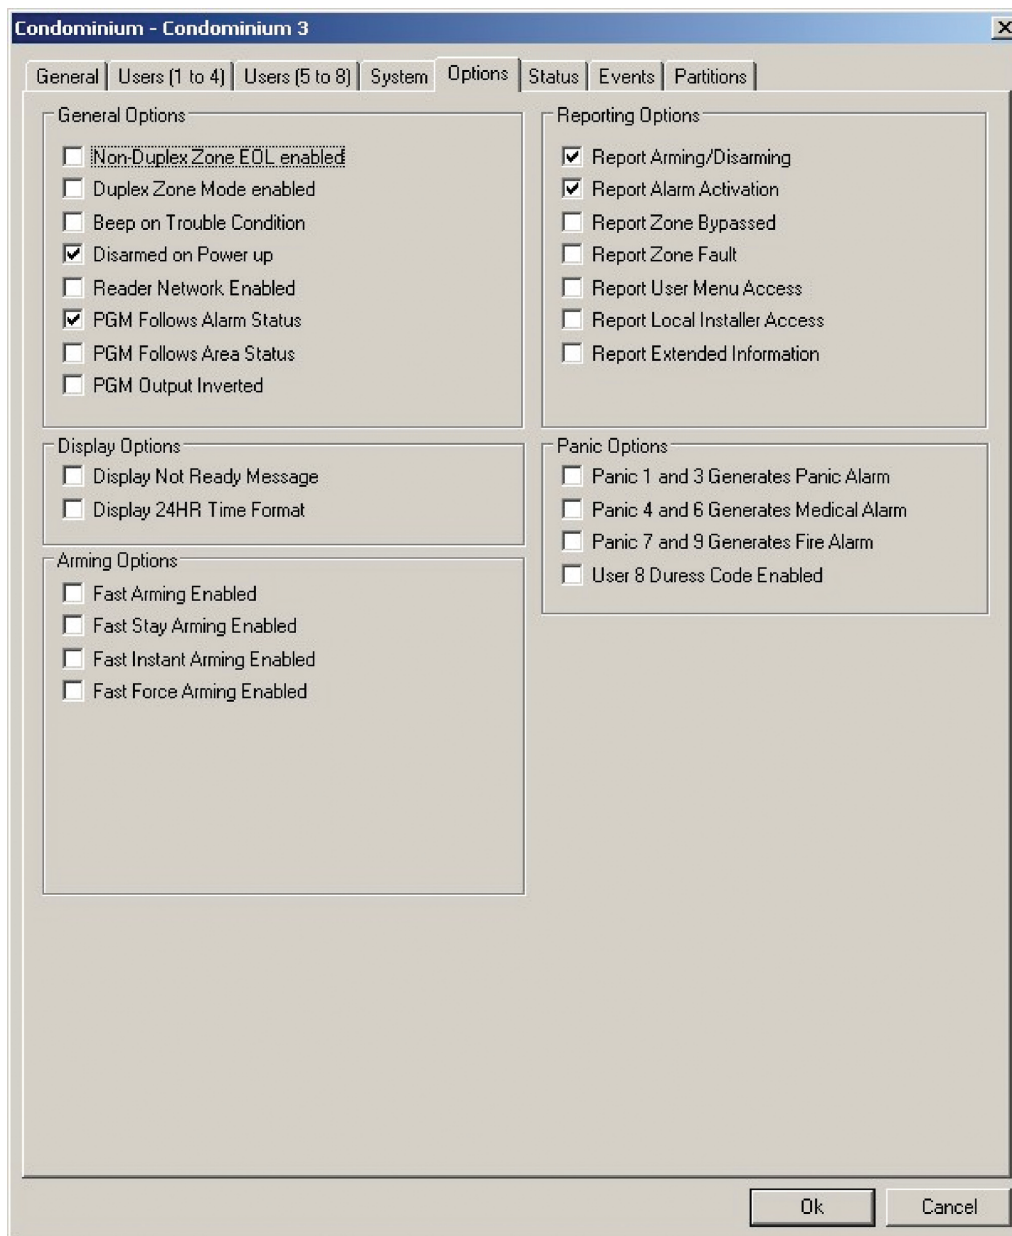 Condominium - Condominium 3
General
Users (1 to 4)
Users (5 to 8)
System
Options
Status
Events
Partitions
General Options
Non-Duplex Zone EOL enabled
Duplex Zone Mode enabled
Beep on Trouble Condition
Disarmed on Power up
Reader Network Enabled
PGM Follows Alarm Status
PGM Follows Area Status
PGM Output Inverted
Reporting Options
Report Arming/Disarming
Report Alarm Activation
Report Zone Bypassed
Report Zone Fault
Report User Menu Access
Report Local Installer Access
Report Extended Information
Display Options
Display Not Ready Message
Display 24HR Time Format
Panic Options
Panic 1 and 3 Generates Panic Alarm
Panic 4 and 6 Generates Medical Alarm
Panic 7 and 9 Generates Fire Alarm
User 8 Duress Code Enabled
Arming Options
Fast Arming Enabled
Fast Stay Arming Enabled
Fast Instant Arming Enabled
Fast Force Arming Enabled
Ok
Cancel